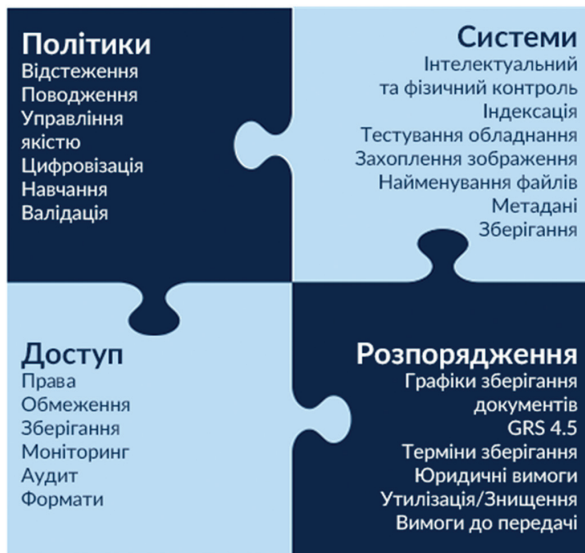 Політики
Відстеження
Поводження
Управління
якістю
Цифровізація
Навчання
Валідація
Системи
Інтелектуальний
та фізичний контроль
Індексація
Тестування обладнання
Захоплення зображення
Найменування файлів
Метадані
Зберігання
Доступ
Права
Обмеження
Зберігання
Моніторинг
Аудит
Формати
Розпорядження
Графіки зберігання
документів
GRS 4.5
Терміни зберігання
Юридичні вимоги
Утилізація/Знищення
Вимоги до передачі